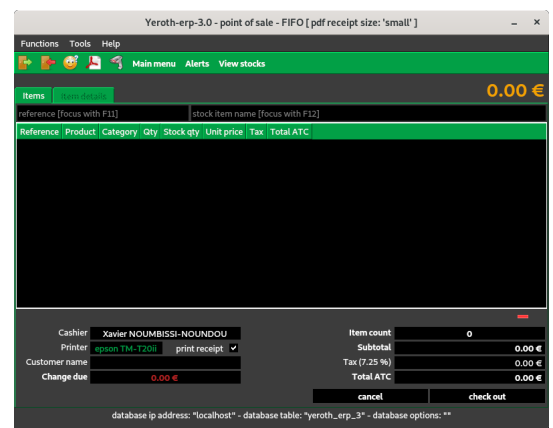 Yeroth-erp-3.0 - point of sale - FIFO [ pdf receipt size: 'small' ]
Functions Tools Help
Main menu Alerts View stocks
0.00 €
Items Item details
reference [focus with F11] stock item name [focus with F12]
Reference Product Category Qty Stock qty Unit price Tax Total ATC
Cashier Xavier NOUMBISSI-NOUNDOU Item count 0
Printer epson TM-T20ii print receipt Subtotal 0.00 €
Customer name Tax (7.25 %) 0.00 €
Change due 0.00 € Total ATC 0.00 €
cancel check out
database ip address: "localhost" - database table: "yeroth_erp_3" - database options: ""